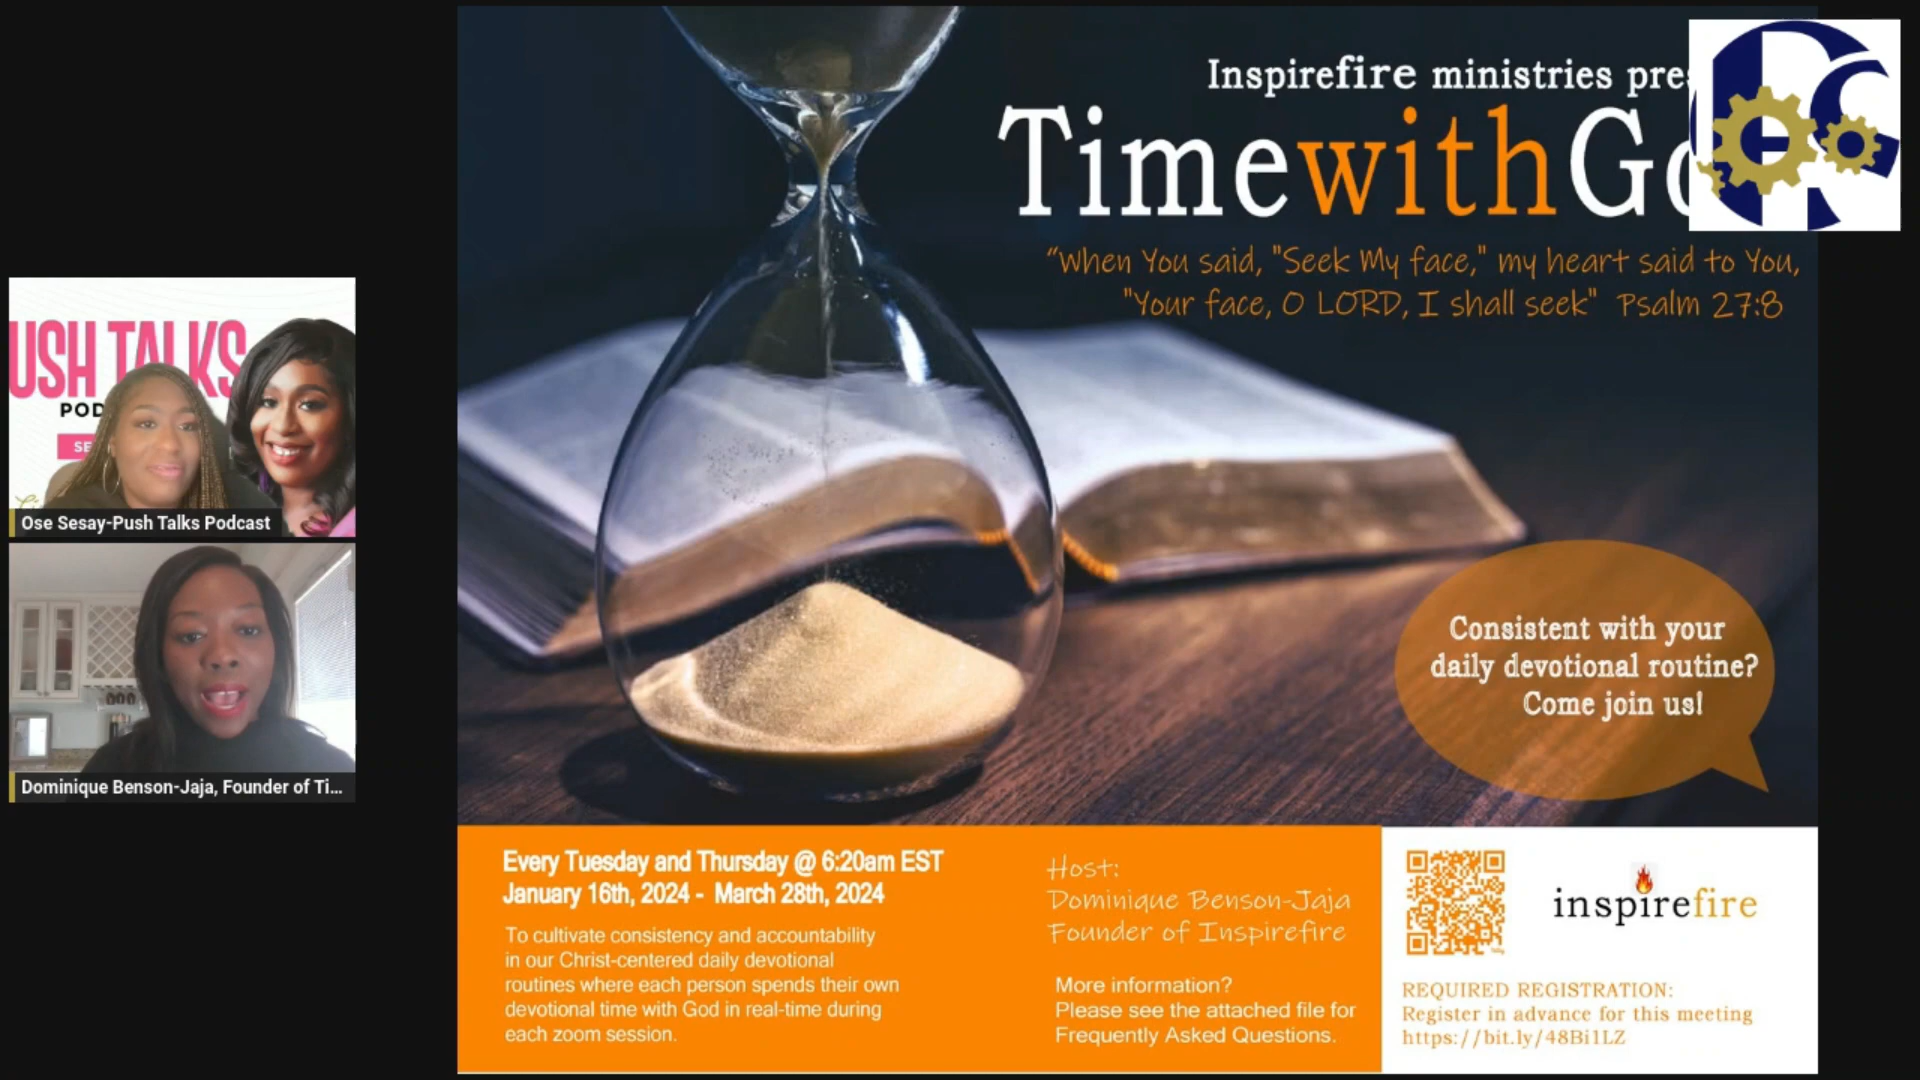 Inspirefire ministries pres
TimewithGo
"When You said, "Seek My face," my heart said to You,
"Your face, O LORD, I shall seek" Psalm 27:8
USH TALKS
POD
SE
Ose Sesay-Push Talks Podcast
Dominique Benson-Jaja, Founder of Ti...
Consistent with your
daily devotional routine?
Come join us!
Every Tuesday and Thursday @ 6:20am EST
January 16th, 2024 - March 28th, 2024
To cultivate consistency and accountability
in our Christ-centered daily devotional
routines where each person spends their own
devotional time with God in real-time during
each zoom session.
Host:
Dominique Benson-Jaja
Founder of Inspirefire
More information?
Please see the attached file for
Frequently Asked Questions.
inspirefire
REQUIRED REGISTRATION:
Register in advance for this meeting
https://bit.ly/48Bi1LZ